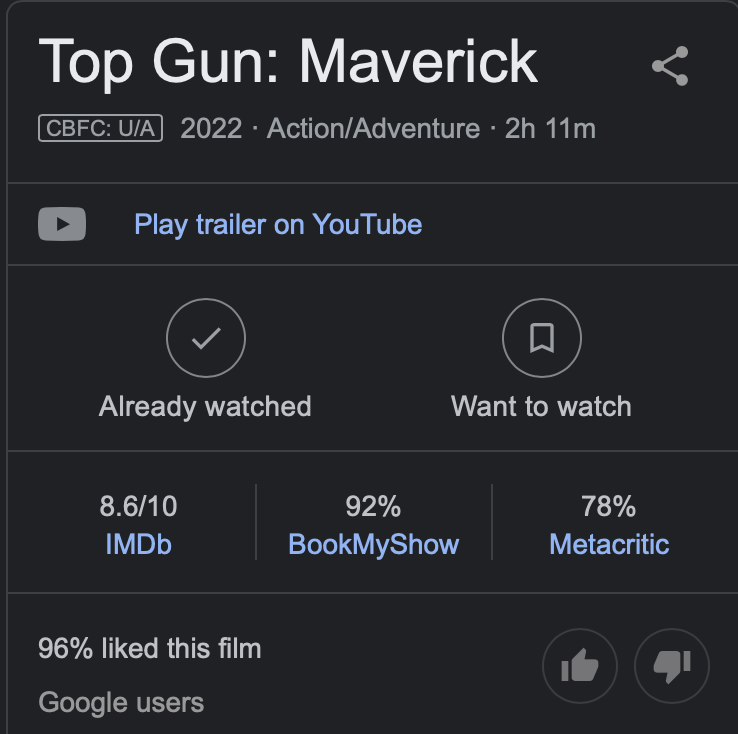 Top Gun: Maverick
CBFC: U/A 2022 · Action/Adventure · 2h 11m
Play trailer on YouTube
Already watched
Want to watch
8.6/10
IMDb
92%
BookMyShow
78%
Metacritic
96% liked this film
Google users